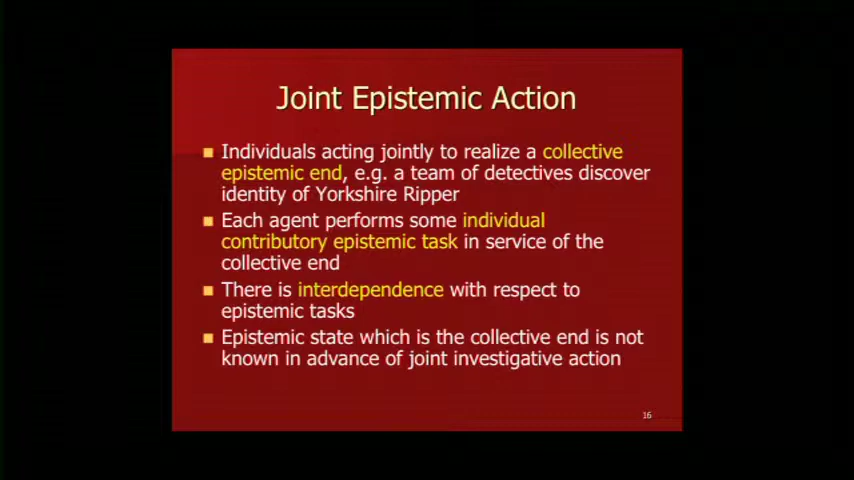 Joint Epistemic Action
Individuals acting jointly to realize a collective
epistemic end, e.g. a team of detectives discover
identity of Yorkshire Ripper
Each agent performs some individual
contributory epistemic task in service of the
collective end
There is interdependence with respect to
epistemic tasks
Epistemic state which is the collective end is not
known in advance of joint investigative action
16